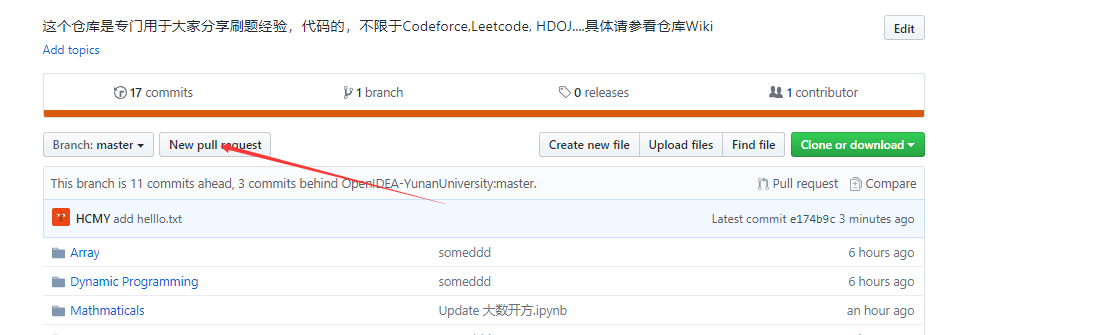 这个仓库是专门用于大家分享刷题经验，代码的，不限于Codeforce,Leetcode, HDOJ....具体请参看仓库Wiki
Edit
Add topics
17 commits 1 branch 0 releases 1 contributor
Branch: master New pull request Create new file Upload files Find file Clone or download
This branch is 11 commits ahead, 3 commits behind OpenIDEA-YunanUniversity:master. Pull request Compare
HCMY add helllo.txt Latest commit e174b9c 3 minutes ago
Array someddd 6 hours ago
Dynamic Programming someddd 6 hours ago
Mathmaticals Update 大数开方.ipynb an hour ago